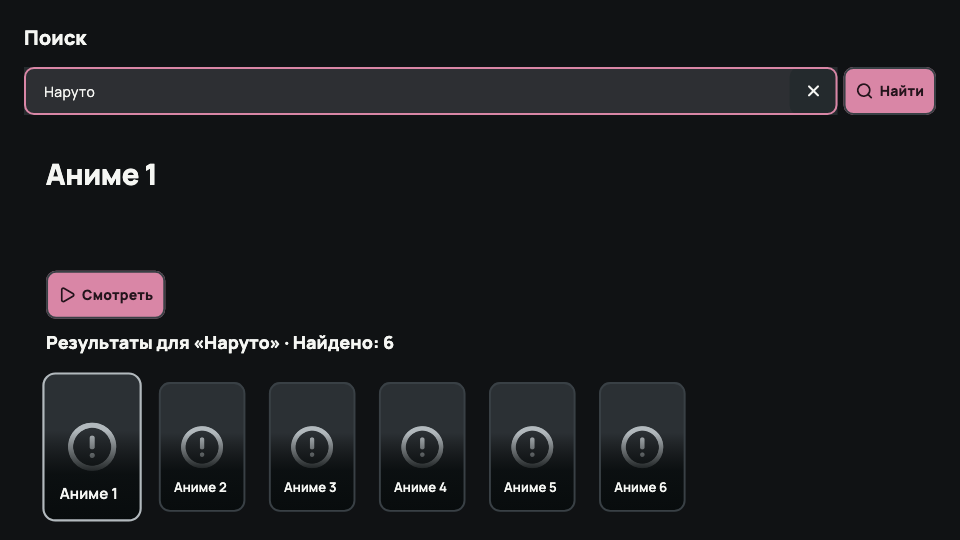 Поиск
Наруто
Найти
Аниме 1
Смотреть
Результаты для «Наруто» · Найдено: 6
Аниме 1
Аниме 2
Аниме 3
Аниме 4
Аниме 5
Аниме 6